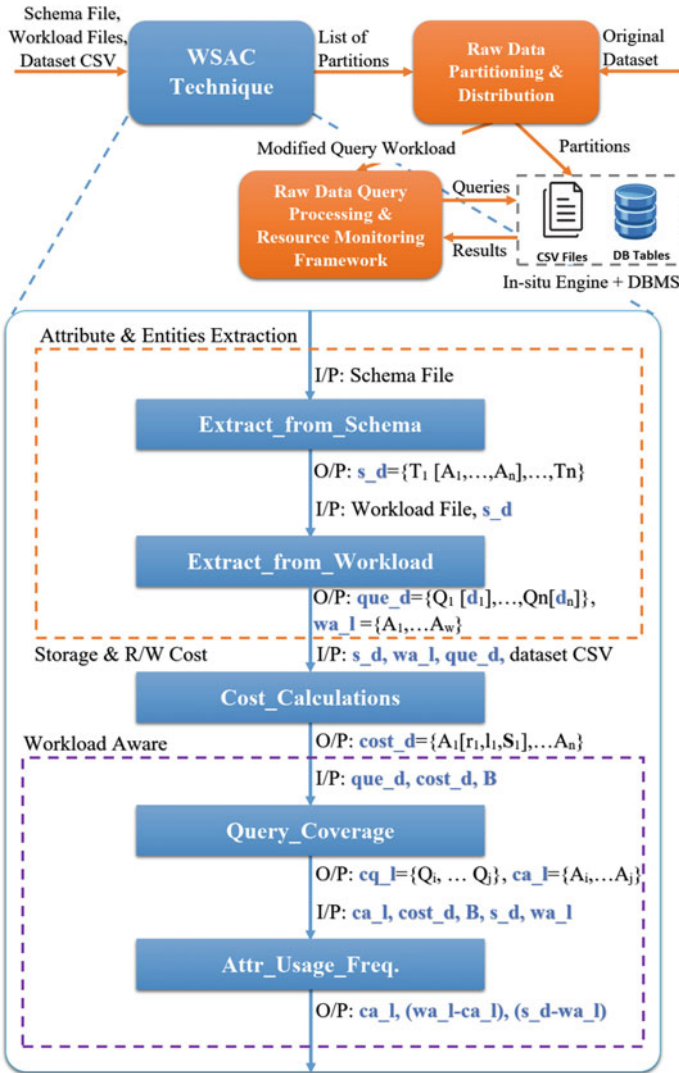 Schema File,
Workload Files,
Dataset CSV
WSAC
Technique
List of
Partitions
Raw Data
Partitioning &
Distribution
Original
Dataset
Modified Query Workload
Partitions
Raw Data Query
Processing &
Resource Monitoring
Framework
Queries
Results
CSV Files
DB Tables
In-situ Engine + DBMS
Attribute & Entities Extraction
I/P: Schema File
Extract_from_Schema
O/P: s_d={T1 [A1,…,An],…,Tn}
I/P: Workload File, s_d
Extract_from_Workload
O/P: que_d={Q1 [d1],…,Qn[dn]},
wa_l ={A1,…Aw}
Storage & R/W Cost
I/P: s_d, wa_l, que_d, dataset CSV
Cost_Calculations
O/P: cost_d={A1[r1,l1,S1],…An}
Workload Aware
I/P: que_d, cost_d, B
Query_Coverage
O/P: cq_l={Qi, … Qj}, ca_l={Ai,…Aj}
I/P: ca_l, cost_d, B, s_d, wa_l
Attr_Usage_Freq.
O/P: ca_l, (wa_l-ca_l), (s_d-wa_l)